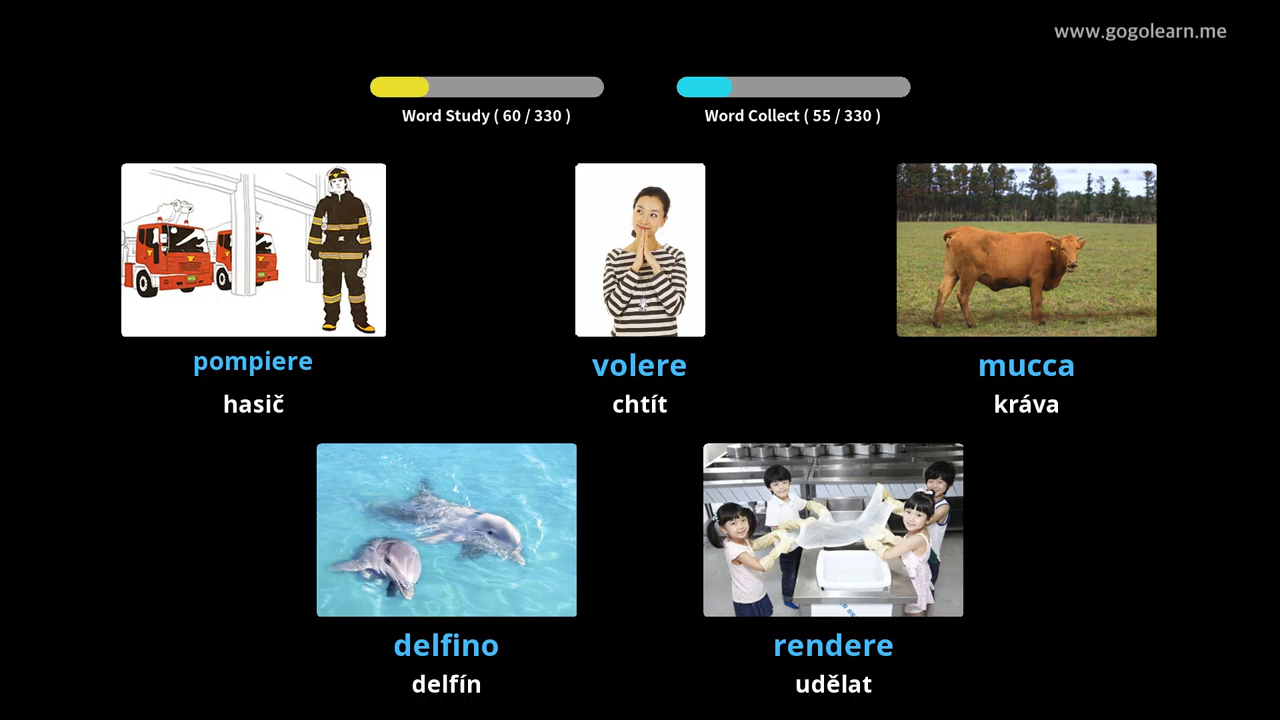 www.gogolearn.me
Word Study ( 60 / 330 )
Word Collect ( 55 / 330 )
pompiere
hasič
volere
chtít
mucca
kráva
delfino
delfín
rendere
udělat